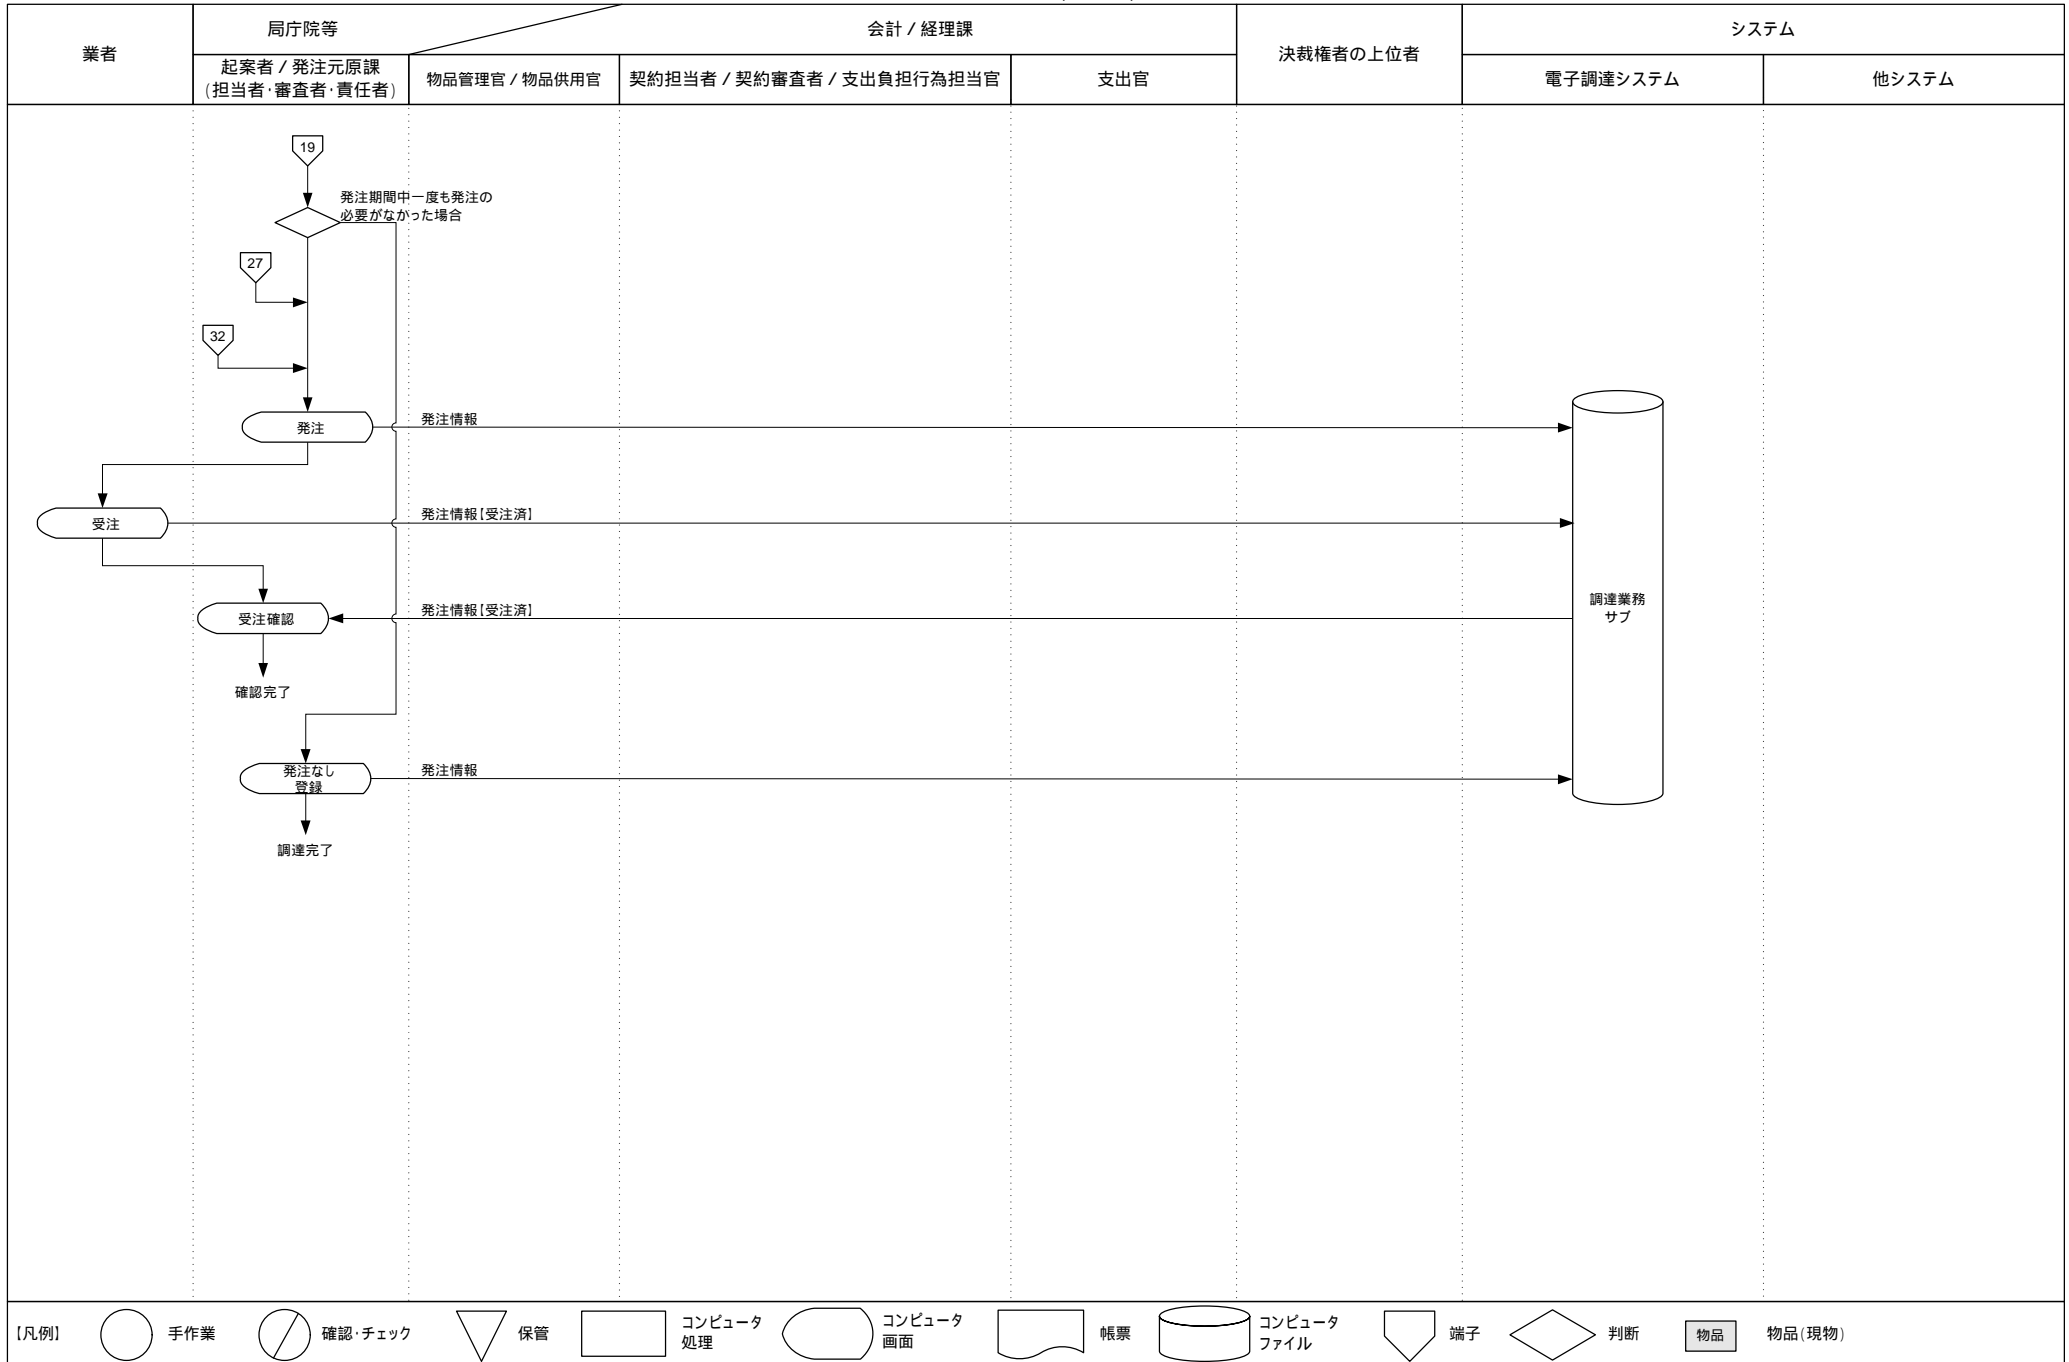 業者
局庁院等
会計 / 経理課
決裁権者の上位者
システム
起案者 / 発注元原課
(担当者・審査者・責任者)
物品管理官 / 物品供用官
契約担当者 / 契約審査者 / 支出負担行為担当官
支出官
電子調達システム
他システム
19
発注期間中一度も発注の
必要がなかった場合
27
32
発注
発注情報
受注
発注情報【受注済】
受注確認
発注情報【受注済】
調達業務
サブ
確認完了
発注なし
登録
発注情報
調達完了
【凡例】
手作業
確認・チェック
保管
コンピュータ
処理
コンピュータ
画面
帳票
コンピュータ
ファイル
端子
判断
物品
物品(現物)